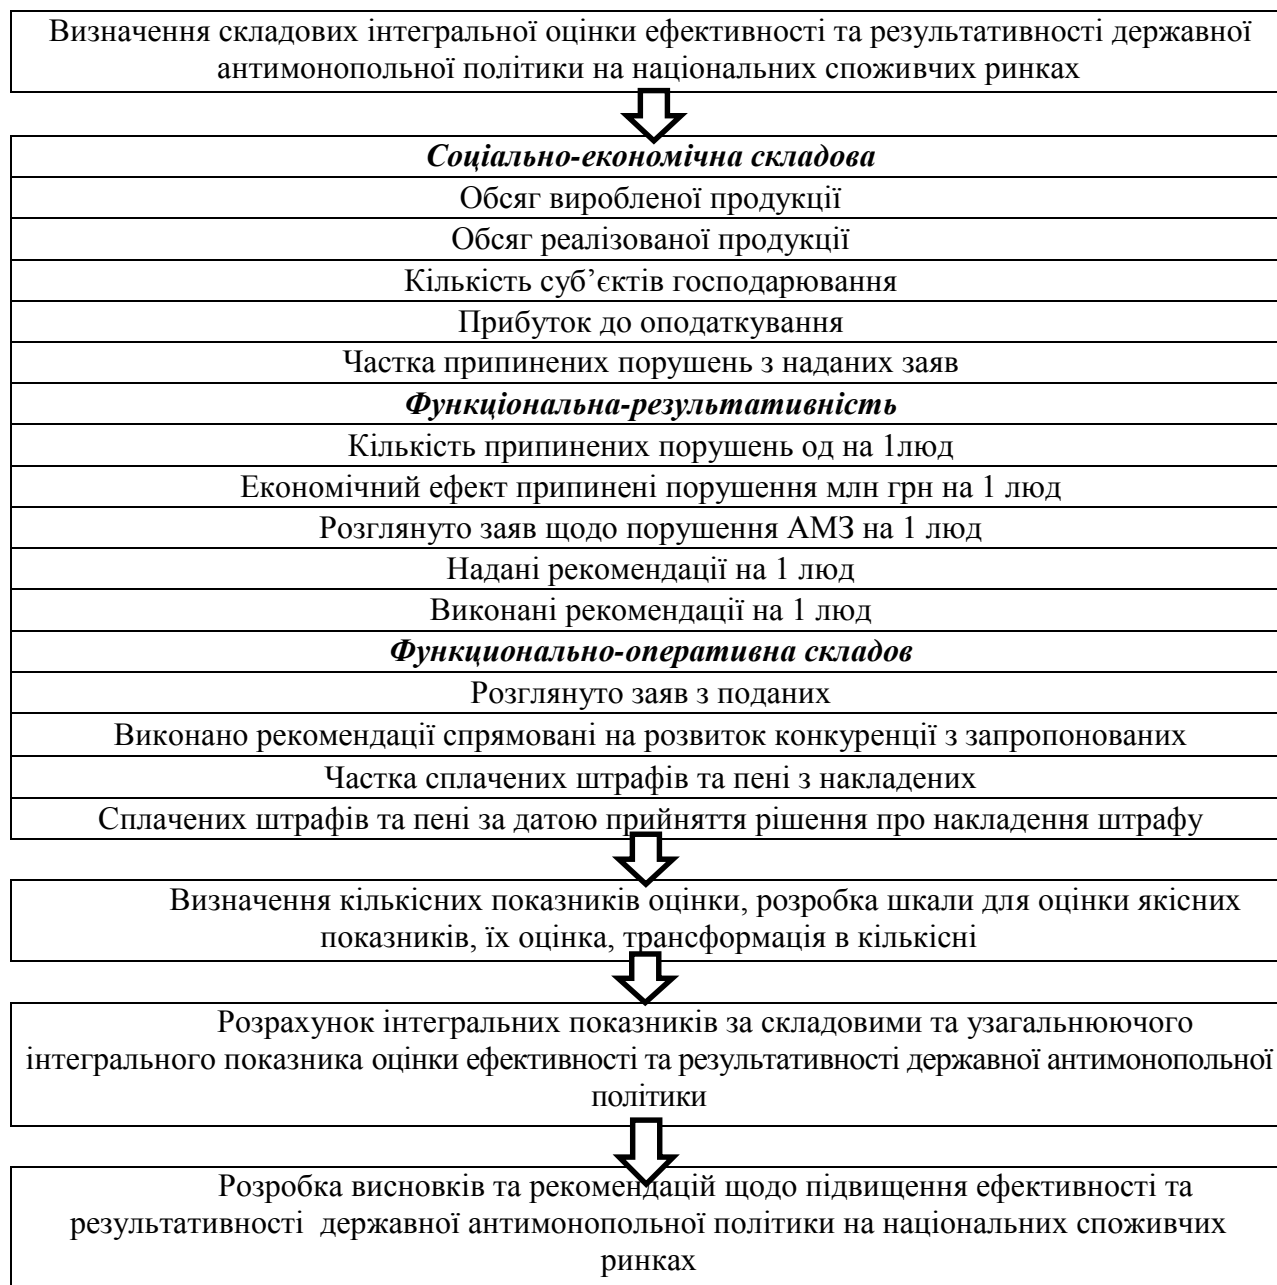 Визначення складових інтегральної оцінки ефективності та результативності державної
антимонопольної політики на національних споживчих ринках
Соціально-економічна складова
Обсяг виробленої продукції
Обсяг реалізованої продукції
Кількість суб’єктів господарювання
Прибуток до оподаткування
Частка припинених порушень з наданих заяв
Функціональна-результативність
Кількість припинених порушень од на 1люд
Економічний ефект припинені порушення млн грн на 1 люд
Розглянуто заяв щодо порушення АМЗ на 1 люд
Надані рекомендації на 1 люд
Виконані рекомендації на 1 люд
Функционально-оперативна складов
Розглянуто заяв з поданих
Виконано рекомендації спрямовані на розвиток конкуренції з запропонованих
Частка сплачених штрафів та пені з накладених
Сплачених штрафів та пені за датою прийняття рішення про накладення штрафу
Визначення кількісних показників оцінки, розробка шкали для оцінки якісних
показників, їх оцінка, трансформація в кількісні
Розрахунок інтегральних показників за складовими та узагальнюючого
інтегрального показника оцінки ефективності та результативності державної антимонопольної
політики
Розробка висновків та рекомендацій щодо підвищення ефективності та
результативності державної антимонопольної політики на національних споживчих
ринках